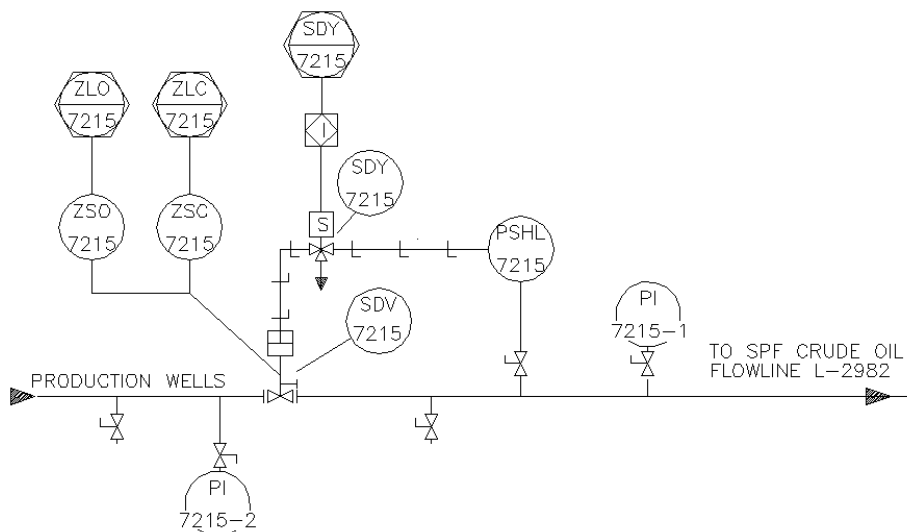 SDY
7215
ZLO
7215
ZLC
7215
I
SDY
7215
S
ZSO
7215
ZSC
7215
PSHL
7215
SDV
7215
PI
7215-1
TO SPF CRUDE OIL
FLOWLINE L-2982
PRODUCTION WELLS
PI
7215-2